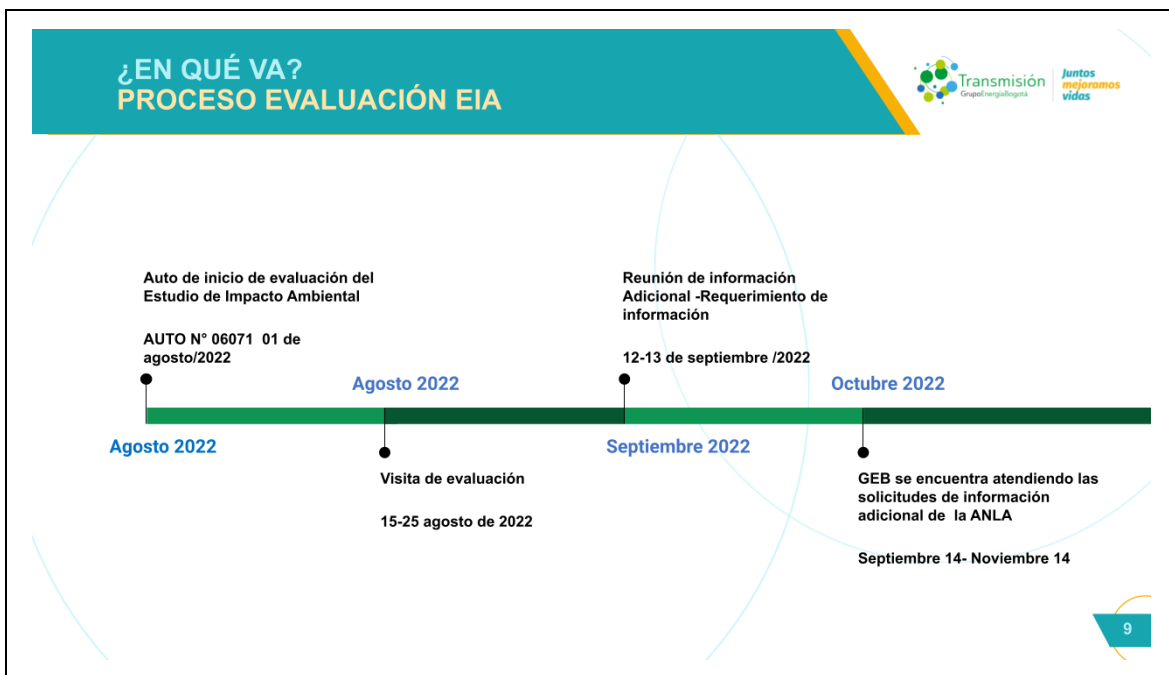 ¿EN QUÉ VA?
PROCESO EVALUACIÓN EIA
Transmisión
GrupoEnergíaBogotá
Juntos
mejoramos
vidas
Auto de inicio de evaluación del
Estudio de Impacto Ambiental
AUTO N° 06071 01 de
agosto/2022
Reunión de información
Adicional -Requerimiento de
información
12-13 de septiembre /2022
Agosto 2022
Octubre 2022
Agosto 2022
Septiembre 2022
Visita de evaluación
15-25 agosto de 2022
GEB se encuentra atendiendo las
solicitudes de información
adicional de la ANLA
Septiembre 14- Noviembre 14
9